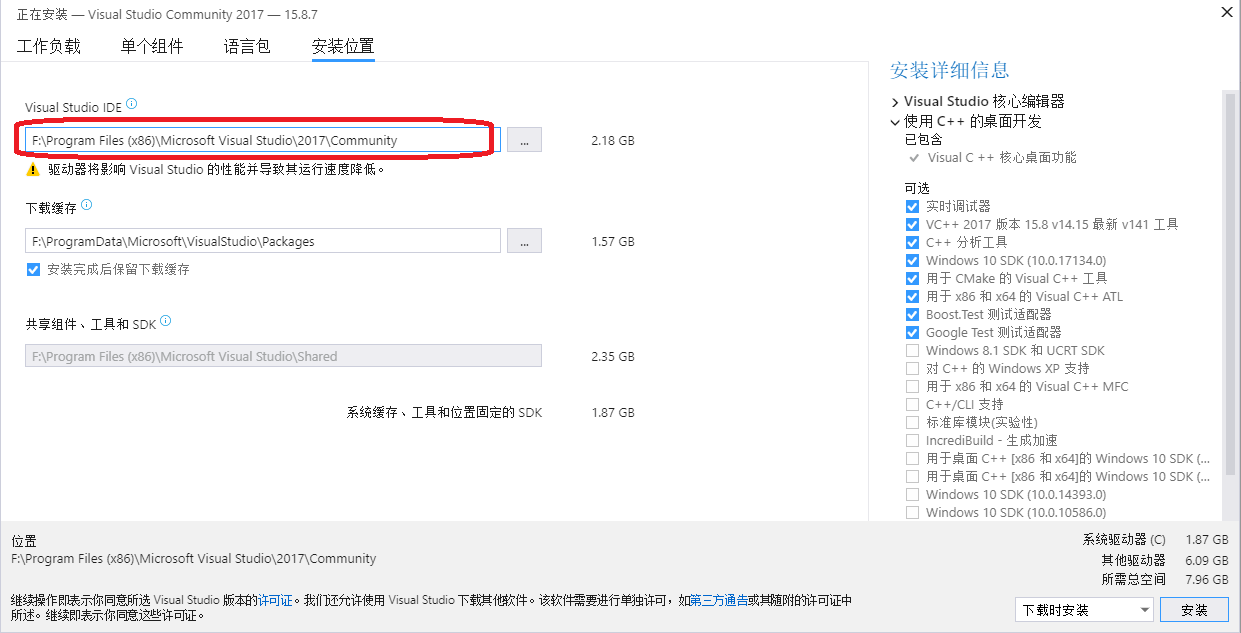 正在安装 — Visual Studio Community 2017 — 15.8.7
工作负载 单个组件 语言包 安装位置
Visual Studio IDE
F:\Program Files (x86)\Microsoft Visual Studio\2017\Community ... 2.18 GB
驱动器将影响 Visual Studio 的性能并导致其运行速度降低。
下载缓存
F:\ProgramData\Microsoft\VisualStudio\Packages ... 1.57 GB
安装完成后保留下载缓存
共享组件、工具和 SDK
F:\Program Files (x86)\Microsoft Visual Studio\Shared 2.35 GB
系统缓存、工具和位置固定的 SDK 1.87 GB
安装详细信息
Visual Studio 核心编辑器
使用 C++ 的桌面开发
已包含
Visual C ++ 核心桌面功能
可选
实时调试器
VC++ 2017 版本 15.8 v14.15 最新 v141 工具
C++ 分析工具
Windows 10 SDK (10.0.17134.0)
用于 CMake 的 Visual C++ 工具
用于 x86 和 x64 的 Visual C++ ATL
Boost.Test 测试适配器
Google Test 测试适配器
Windows 8.1 SDK 和 UCRT SDK
对 C++ 的 Windows XP 支持
用于 x86 和 x64 的 Visual C++ MFC
C++/CLI 支持
标准库模块(实验性)
IncrediBuild - 生成加速
用于桌面 C++ [x86 和 x64]的 Windows 10 SDK (...
用于桌面 C++ [x86 和 x64]的 Windows 10 SDK (...
Windows 10 SDK (10.0.14393.0)
Windows 10 SDK (10.0.10586.0)
位置
F:\Program Files (x86)\Microsoft Visual Studio\2017\Community
系统驱动器 (C) 1.87 GB
其他驱动器 6.09 GB
所需总空间 7.96 GB
继续操作即表示你同意所选 Visual Studio 版本的许可证。我们还允许使用 Visual Studio 下载其他软件。该软件需要进行单独许可，如第三方通告或其随附的许可证中
所述。继续即表示你同意这些许可证。
下载时安装 安装